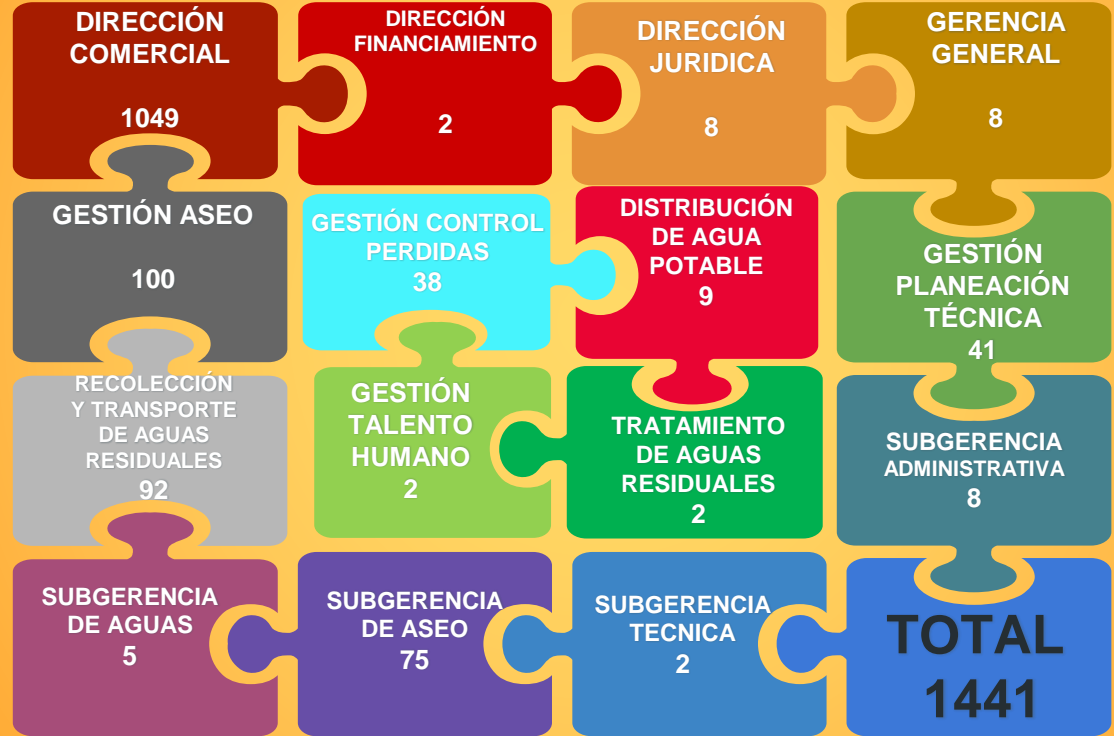 DIRECCIÓN
COMERCIAL
1049
DIRECCIÓN
FINANCIAMIENTO
2
DIRECCIÓN
JURIDICA
8
GERENCIA
GENERAL
8
GESTIÓN ASEO
100
GESTIÓN CONTROL
PERDIDAS
38
DISTRIBUCIÓN
DE AGUA
POTABLE
9
GESTIÓN
PLANEACIÓN
TÉCNICA
41
RECOLECCIÓN
Y TRANSPORTE
DE AGUAS
RESIDUALES
92
GESTIÓN
TALENTO
HUMANO
2
TRATAMIENTO
DE AGUAS
RESIDUALES
2
SUBGERENCIA
ADMINISTRATIVA
8
SUBGERENCIA
DE AGUAS
5
SUBGERENCIA
DE ASEO
75
SUBGERENCIA
TECNICA
2
TOTAL
1441